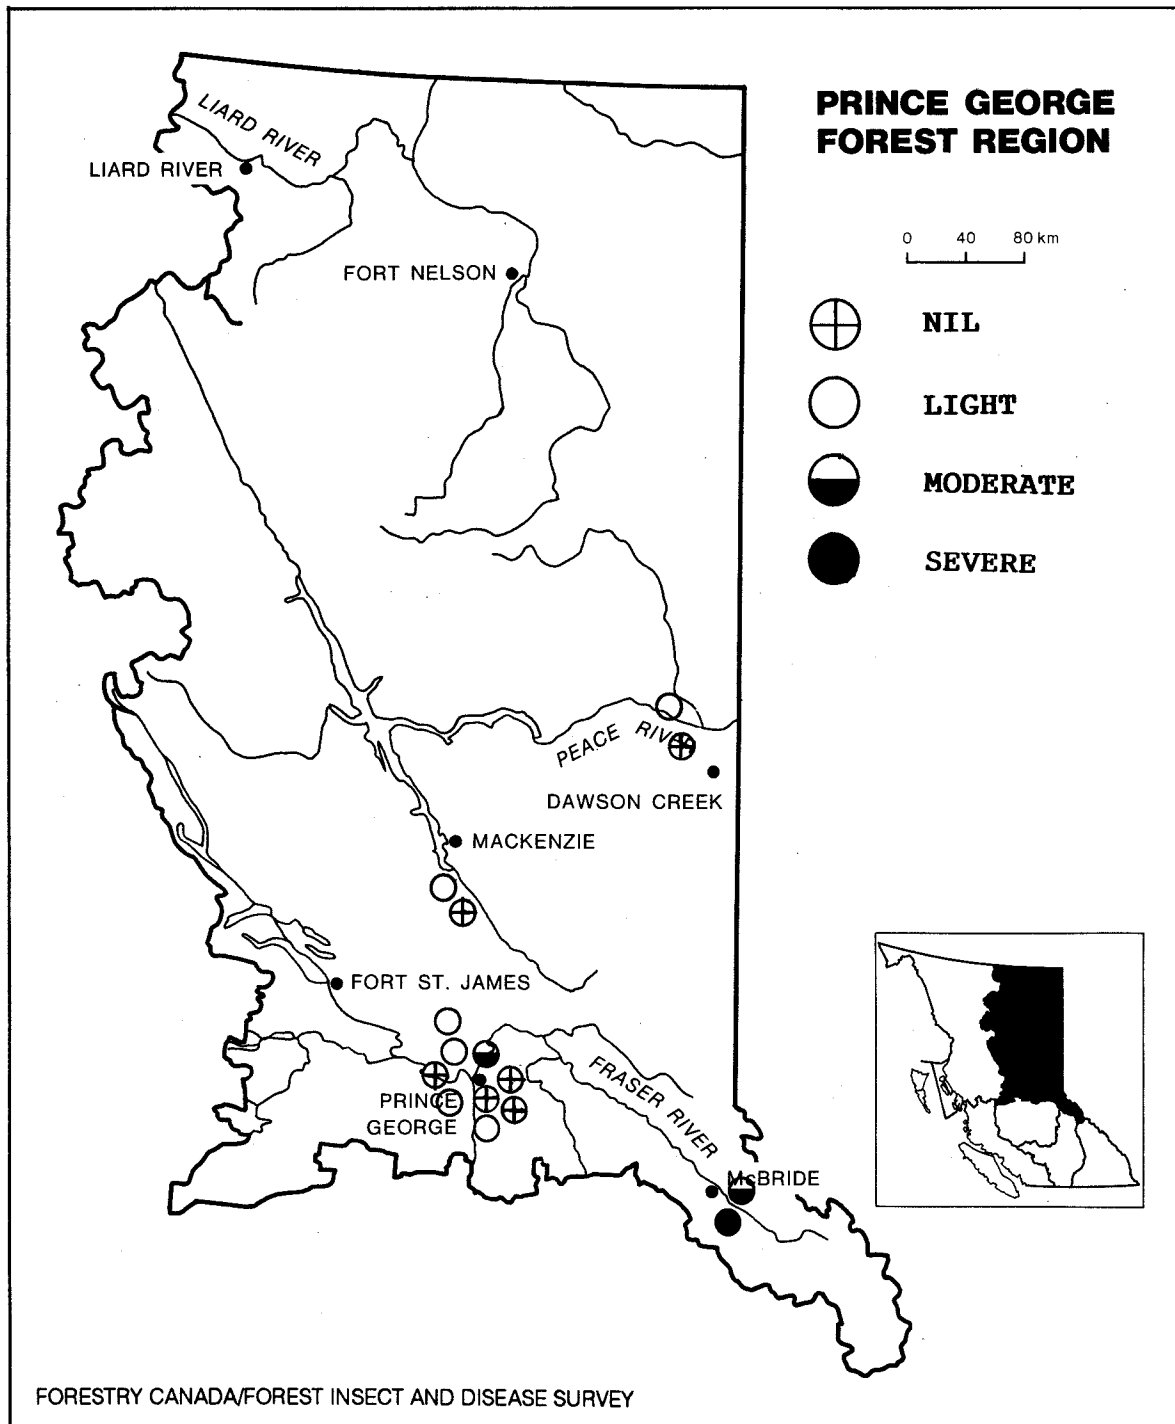 PRINCE GEORGE
FOREST REGION
0 40 80 km
NIL
LIGHT
MODERATE
SEVERE
LIARD RIVER
LIARD RIVER
FORT NELSON
PEACE RIVER
DAWSON CREEK
MACKENZIE
FORT ST. JAMES
PRINCE
GEORGE
FRASER RIVER
McBRIDE
FORESTRY CANADA/FOREST INSECT AND DISEASE SURVEY